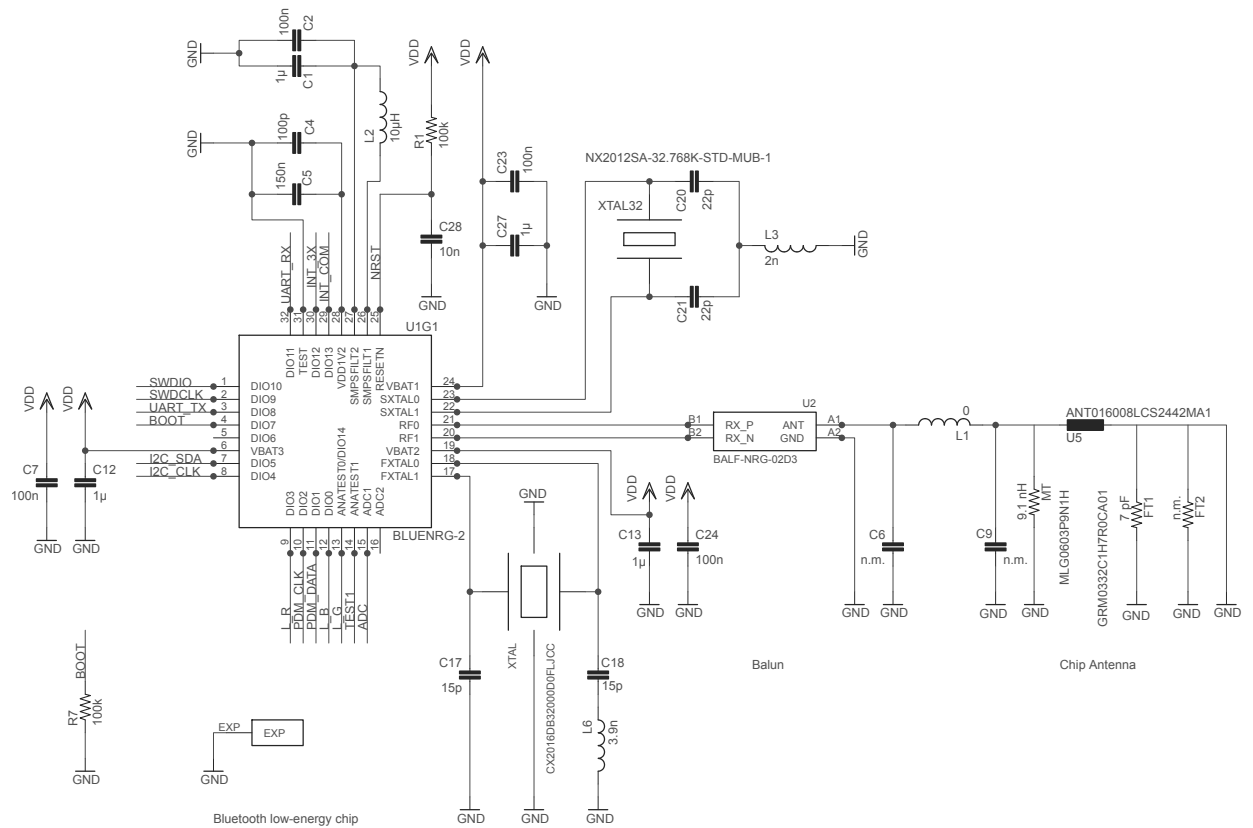 100n
C2
GND
1µ
C1
VDD
VDD
L2
10µH
100p
C4
GND
150n
C5
R1
100k
C23
100n
NX2012SA-32.768K-STD-MUB-1
C20
22p
XTAL32
C28
10n
C27
1µ
L3
2n
GND
C21
22p
UART_RX
INT_3X
INT_COM
NRST
GND
GND
32
31
30
29
28
27
26
25
U1G1
DIO11
TEST
DIO12
DIO13
VDD1V2
SMPSFILT2
SMPSFILT1
RESETN
SWDIO
1
DIO10
SWDCLK
2
DIO9
UART_TX
3
DIO8
BOOT
4
DIO7
5
DIO6
6
VBAT3
I2C_SDA
7
DIO5
I2C_CLK
8
DIO4
VBAT1
24
SXTAL0
23
SXTAL1
22
RF0
21
RF1
20
VBAT2
19
FXTAL0
18
FXTAL1
17
DIO3
DIO2
DIO1
DIO0
ANATEST0/DIO14
ANATEST1
ADC1
ADC2
BLUENRG-2
9
10
11
12
13
14
15
16
L_R
PDM_CLK
PDM_DATA
L_B
L_G
TEST1
ADC
VDD
VDD
C7
100n
C12
1µ
GND
GND
B1
B2
U2
RX_P
ANT
RX_N
GND
A1
A2
BALF-NRG-02D3
0
L1
ANT016008LCS2442MA1
U5
VDD
VDD
C13
1µ
C24
100n
GND
GND
C6
n.m.
C9
n.m.
9.1 nH
MT
MLG0603P9N1H
GRM0332C1H7R0CA01
7 pF
FT1
n.m.
FT2
GND
GND
GND
GND
GND
GND
GND
GND
XTAL
CX2016DB32000D0FLJCC
C17
15p
C18
15p
L6
3.9n
GND
GND
GND
Balun
Chip Antenna
BOOT
R7
100k
GND
EXP
EXP
GND
Bluetooth low-energy chip